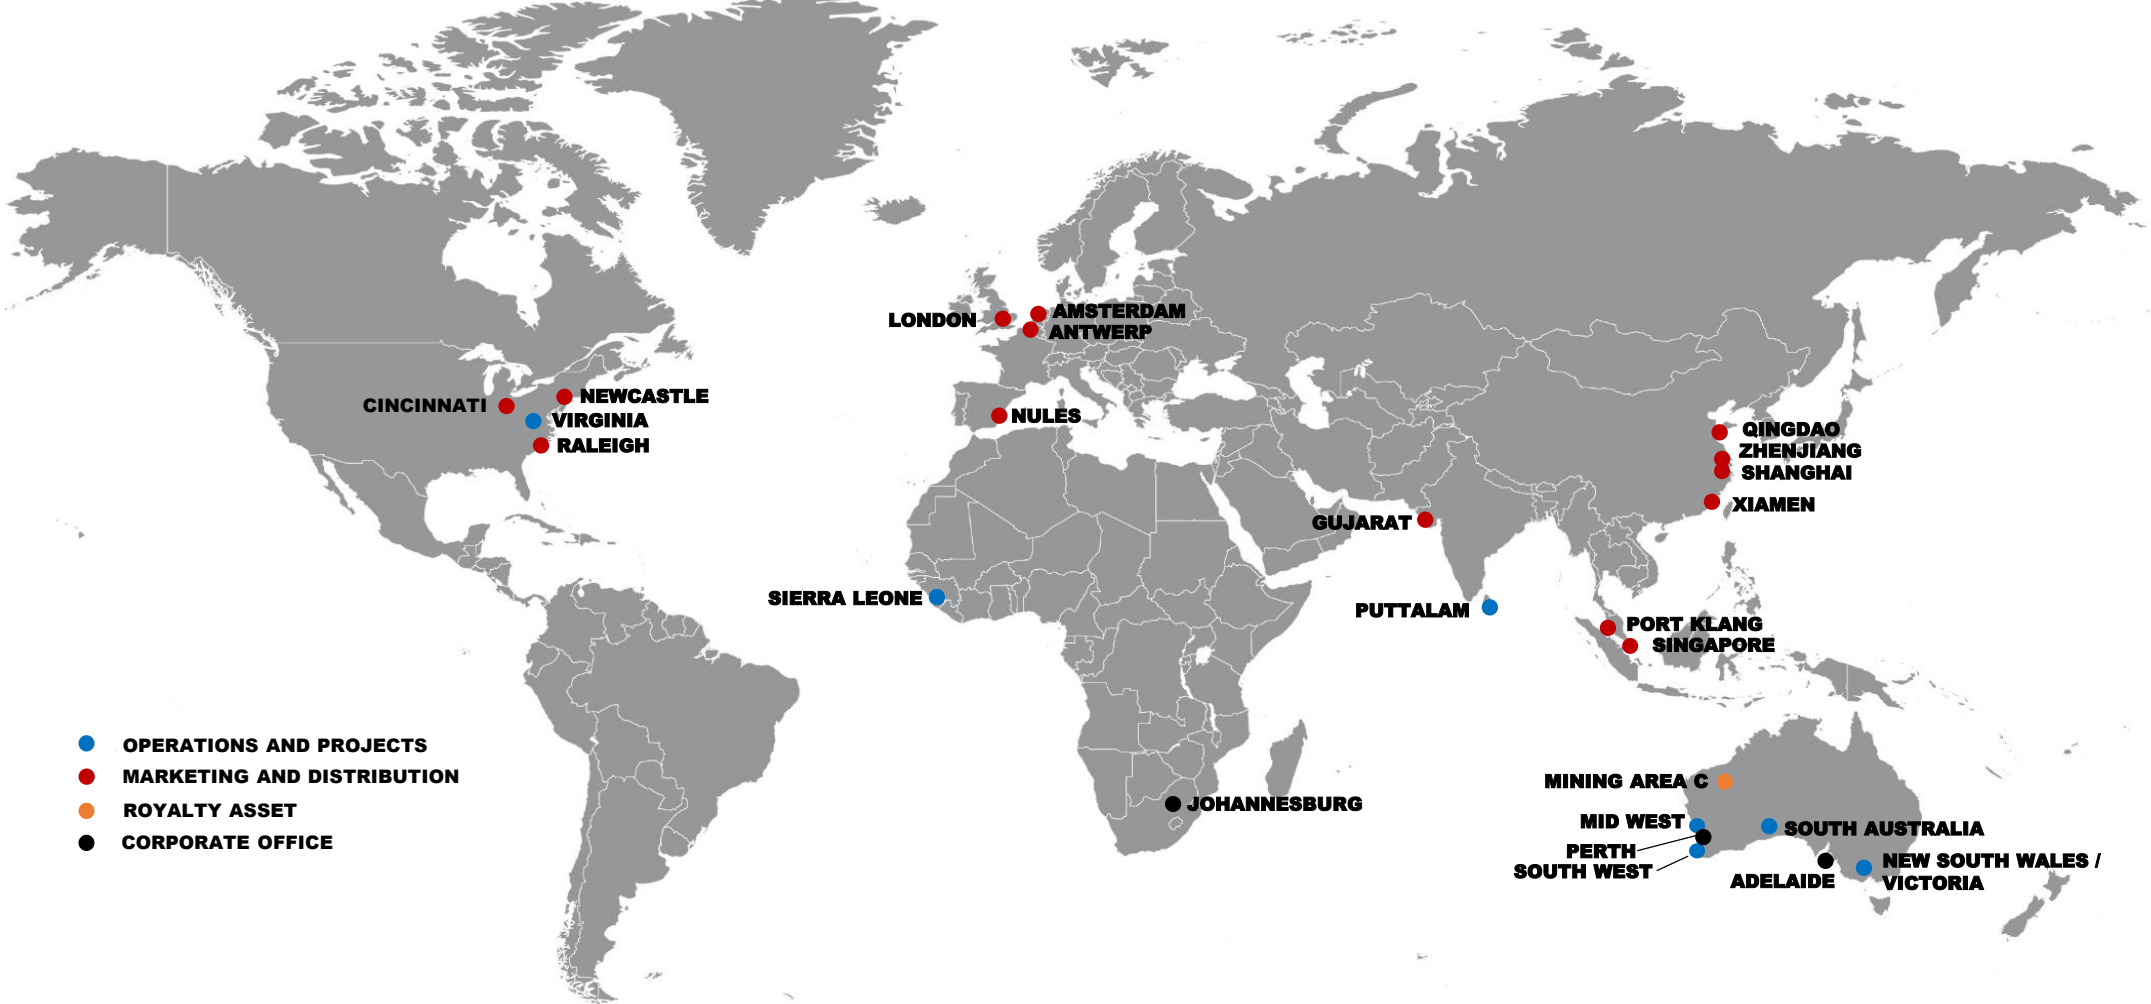 LONDON
AMSTERDAM
ANTWERP
CINCINNATI
NEWCASTLE
VIRGINIA
RALEIGH
NULES
QINGDAO
ZHENJIANG
SHANGHAI
XIAMEN
GUJARAT
SIERRA LEONE
PUTTALAM
PORT KLANG
SINGAPORE
OPERATIONS AND PROJECTS
MARKETING AND DISTRIBUTION
ROYALTY ASSET
CORPORATE OFFICE
JOHANNESBURG
MINING AREA C
MID WEST
PERTH
SOUTH WEST
SOUTH AUSTRALIA
ADELAIDE
NEW SOUTH WALES /
VICTORIA